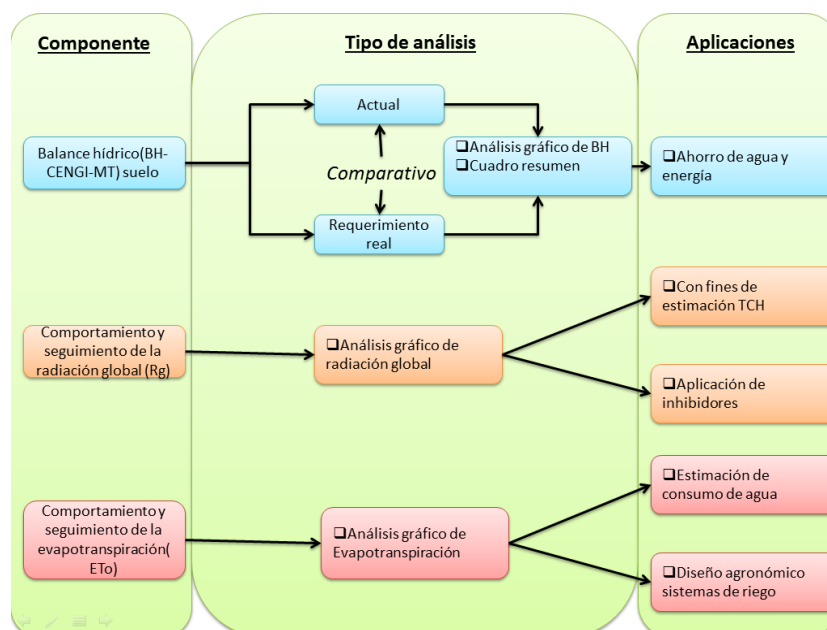 Componente
Tipo de análisis
Aplicaciones
Balance hídrico(BH-
CENGI-MT) suelo
Actual
Comparativo
Requerimiento
real
❑Análisis gráfico de BH
❑Cuadro resumen
❑Ahorro de agua y
energía
Comportamiento y
seguimiento de la
radiación global (Rg)
❑Análisis gráfico de
radiación global
❑Con fines de
estimación TCH
❑Aplicación de
inhibidores
Comportamiento y
seguimiento de la
evapotranspiración(
ETo)
❑Análisis gráfico de
Evapotranspiración
❑Estimación de
consumo de agua
❑Diseño agronómico
sistemas de riego